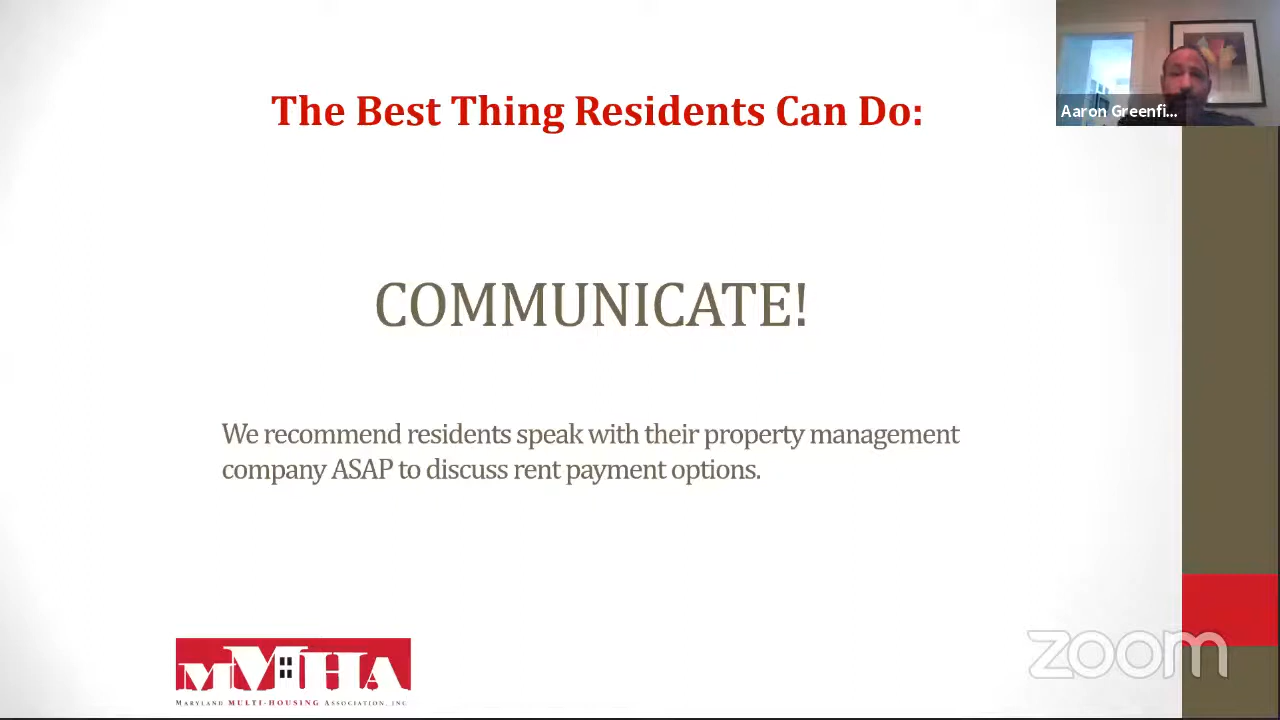 The Best Thing Residents Can Do:
Aaron Greenfi...
COMMUNICATE!
We recommend residents speak with their property management
company ASAP to discuss rent payment options.
MMHA
MARYLAND MULTI-HOUSING ASSOCIATION, INC
zoom